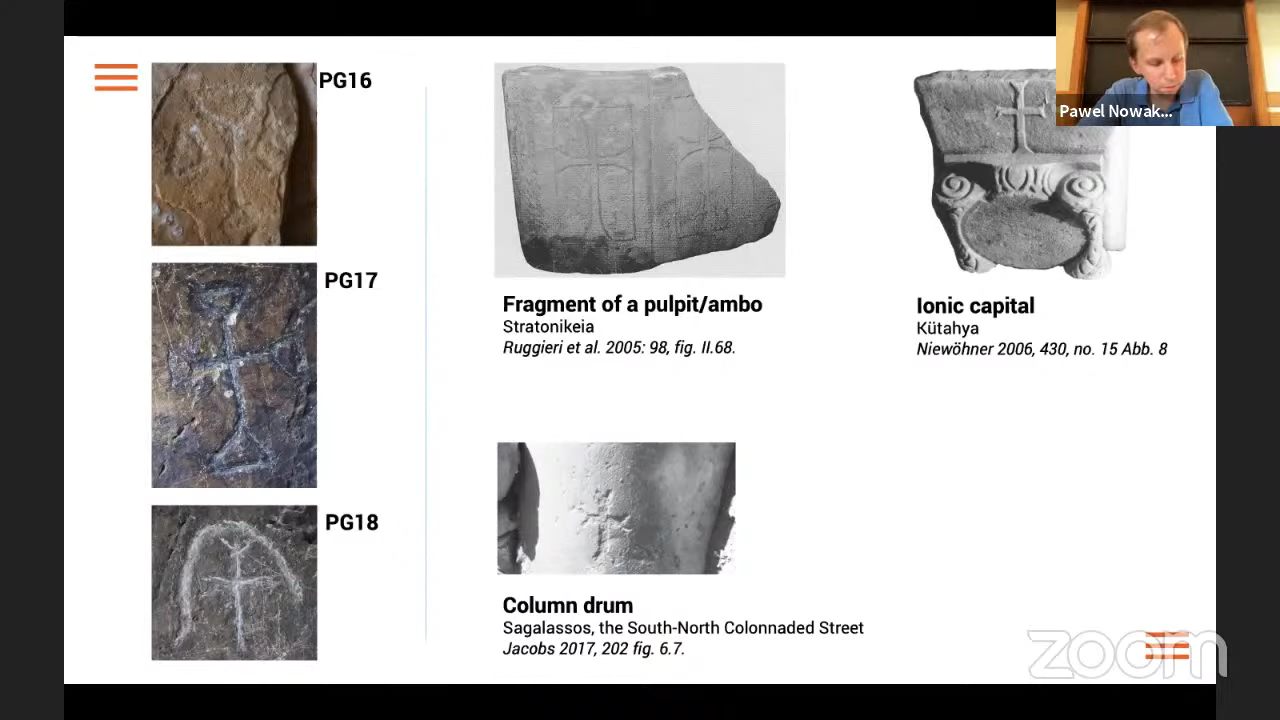 PG16
PG17
PG18
Fragment of a pulpit/ambo
Stratonikeia
Ruggieri et al. 2005: 98, fig. II.68.
Ionic capital
Kütahya
Niewöhner 2006, 430, no. 15 Abb. 8
Column drum
Sagalassos, the South-North Colonnaded Street
Jacobs 2017, 202 fig. 6.7.
Pawel Nowak...
zoom